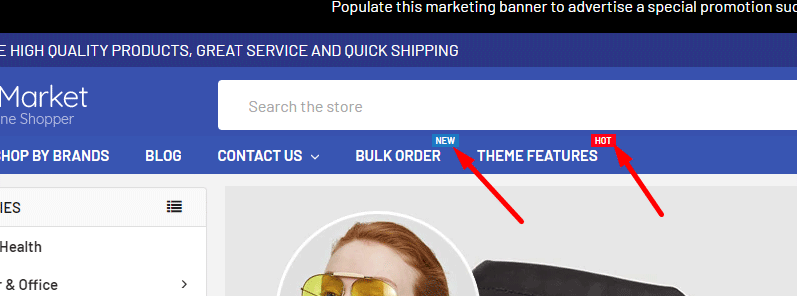 Populate this marketing banner to advertise a special promotion suc
E HIGH QUALITY PRODUCTS, GREAT SERVICE AND QUICK SHIPPING
Market
ne Shopper
Search the store
NEW
HOT
HOP BY BRANDS BLOG CONTACT US BULK ORDER THEME FEATURES
IES
Health
r & Office